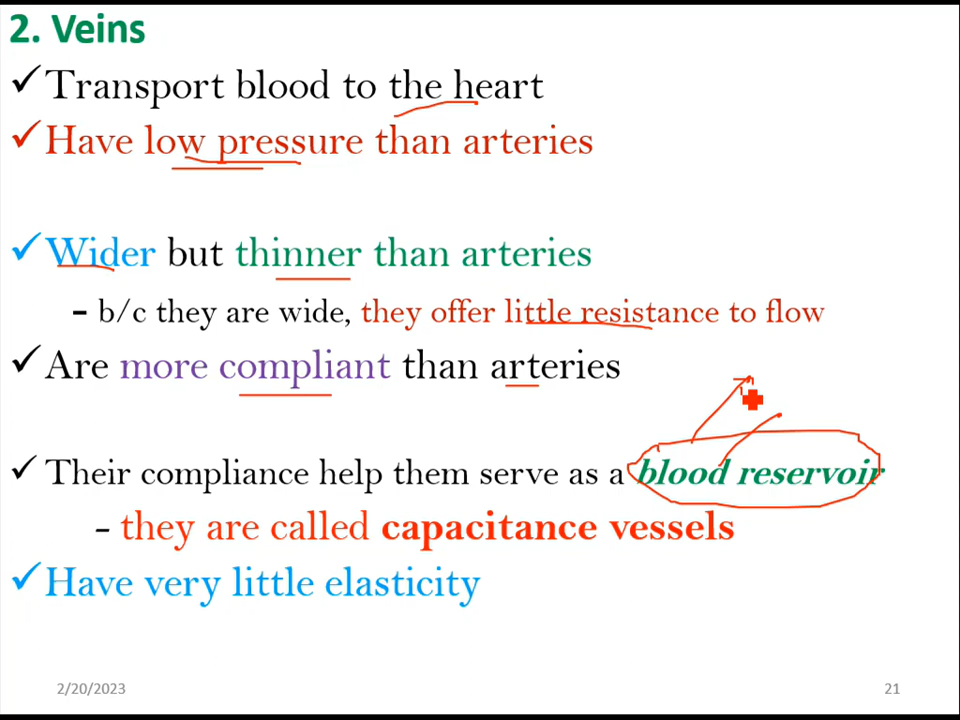 2. Veins
✓Transport blood to the heart
✓Have low pressure than arteries
✓Wider but thinner than arteries
– b/c they are wide, they offer little resistance to flow
✓Are more compliant than arteries
✓Their compliance help them serve as a blood reservoir
- they are called capacitance vessels
✓Have very little elasticity
2/20/2023
21